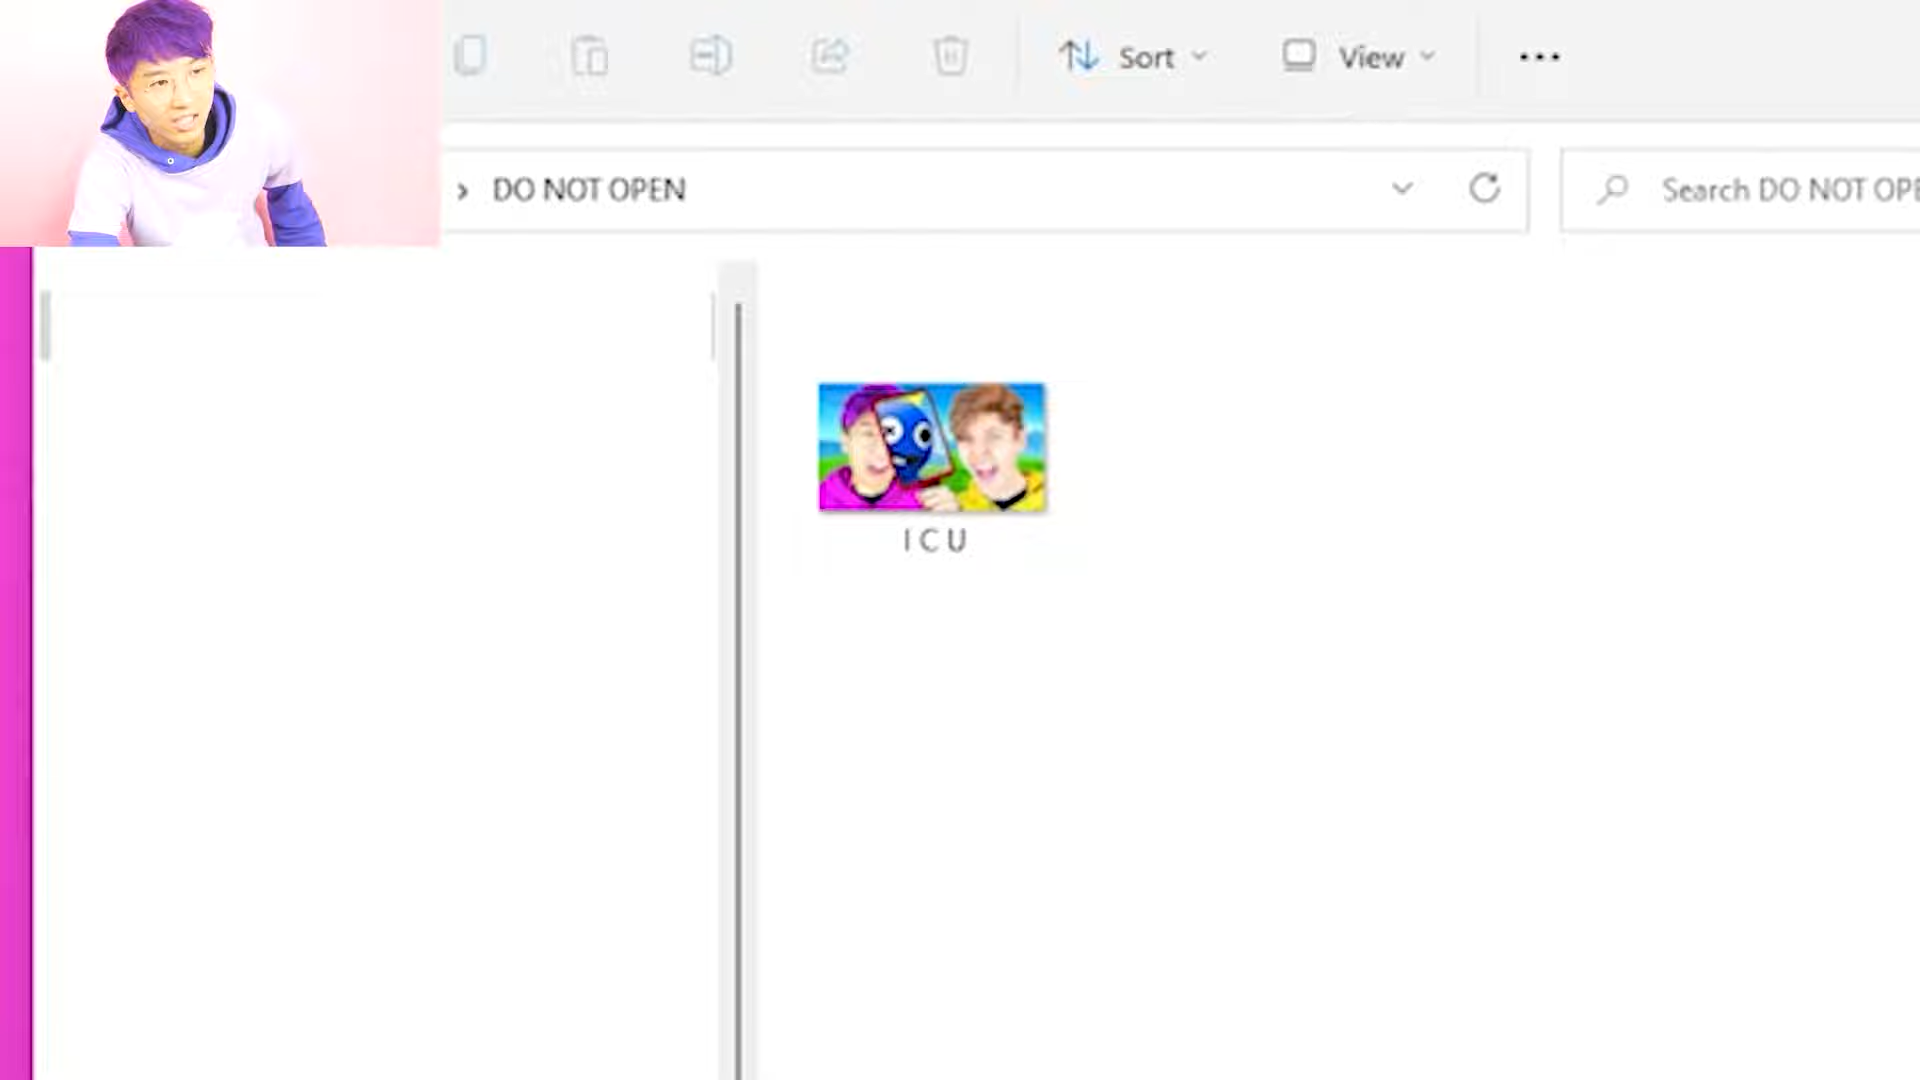 Sort
View
DO NOT OPEN
Search DO NOT OPE
I C U